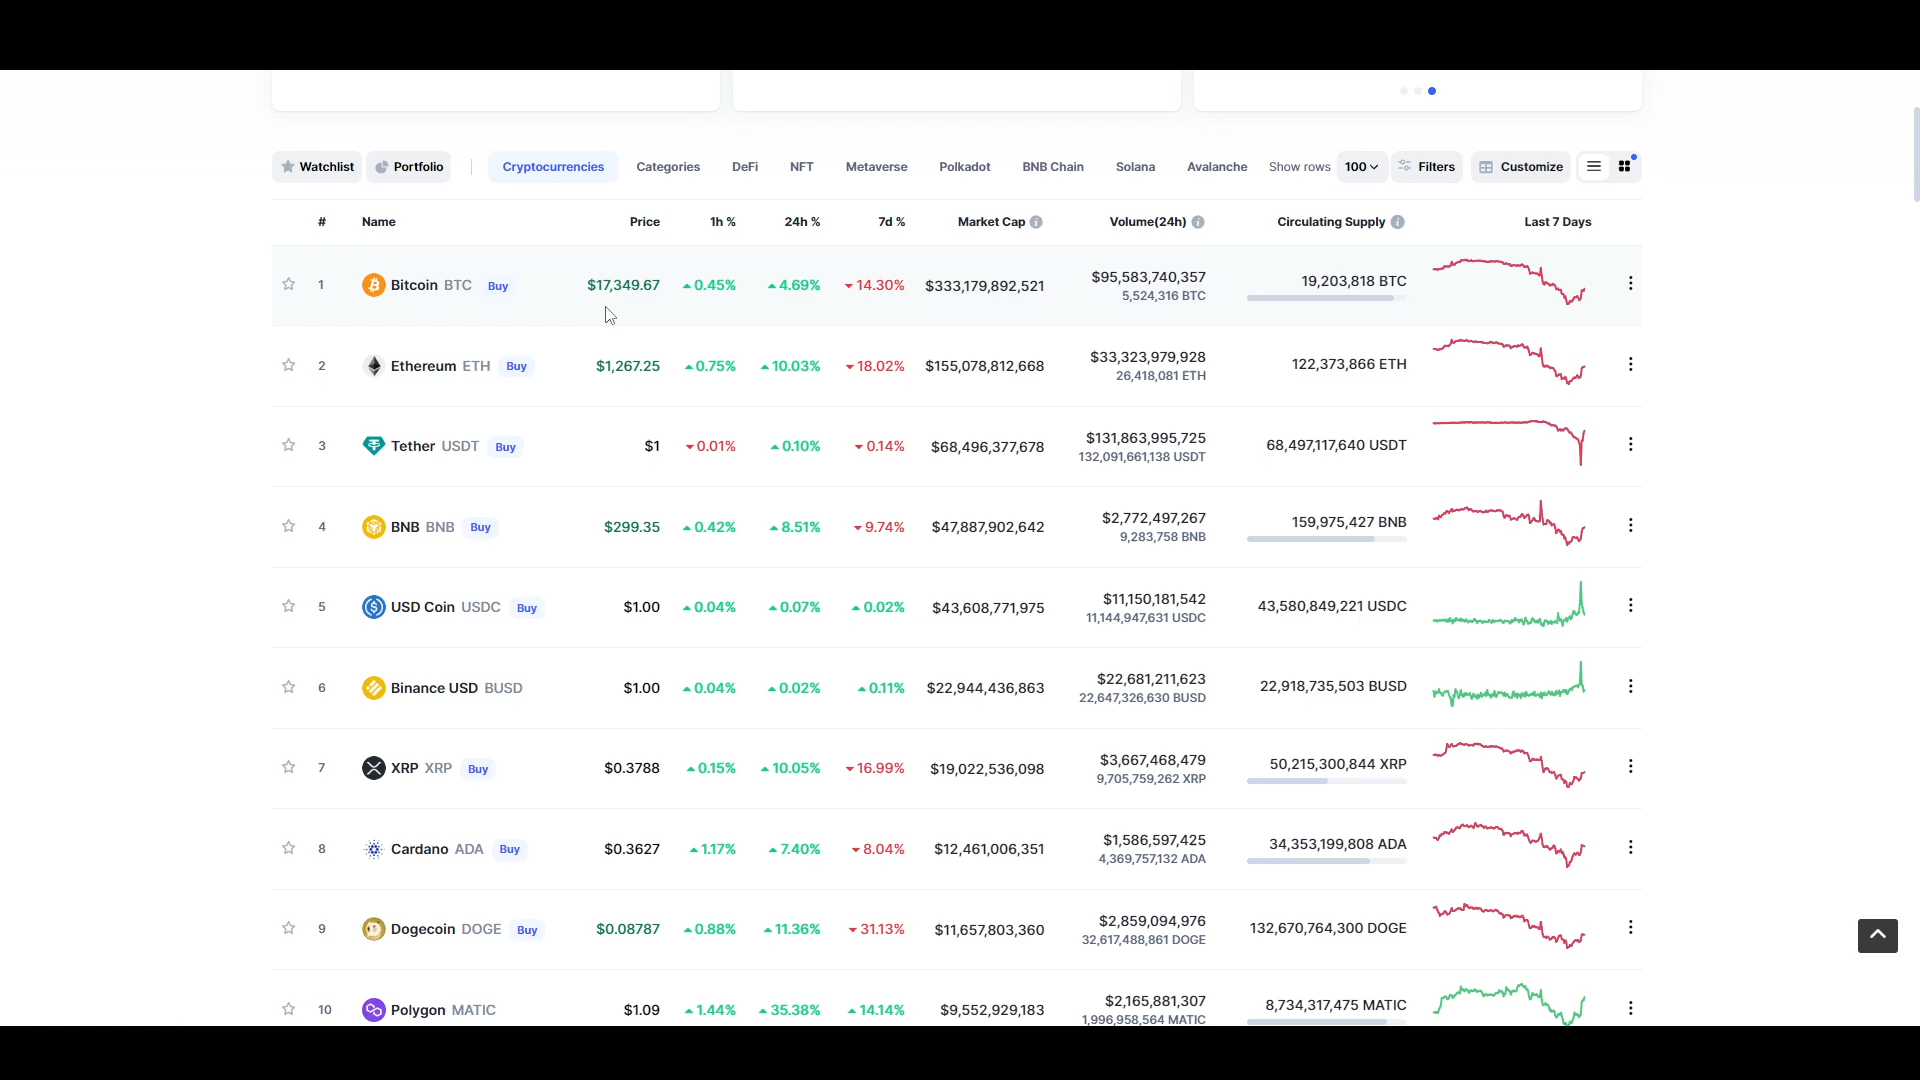 Watchlist Portfolio Cryptocurrencies Categories DeFi NFT Metaverse Polkadot BNB Chain Solana Avalanche Show rows 100 Filters Customize
# Name Price 1h % 24h % 7d % Market Cap Volume(24h) Circulating Supply Last 7 Days
1 Bitcoin BTC Buy $17,349.67 0.45% 4.69% 14.30% $333,179,892,521 $95,583,740,357 19,203,818 BTC
5,524,316 BTC
2 Ethereum ETH Buy $1,267.25 0.75% 10.03% 18.02% $155,078,812,668 $33,323,979,928 122,373,866 ETH
26,418,081 ETH
3 Tether USDT Buy $1 0.01% 0.10% 0.14% $68,496,377,678 $131,863,995,725 68,497,117,640 USDT
132,091,661,138 USDT
4 BNB BNB Buy $299.35 0.42% 8.51% 9.74% $47,887,902,642 $2,772,497,267 159,975,427 BNB
9,283,758 BNB
5 USD Coin USDC Buy $1.00 0.04% 0.07% 0.02% $43,608,771,975 $11,150,181,542 43,580,849,221 USDC
11,144,947,631 USDC
6 Binance USD BUSD $1.00 0.04% 0.02% 0.11% $22,944,436,863 $22,681,211,623 22,918,735,503 BUSD
22,647,326,630 BUSD
7 XRP XRP Buy $0.3788 0.15% 10.05% 16.99% $19,022,536,098 $3,667,468,479 50,215,300,844 XRP
9,705,759,262 XRP
8 Cardano ADA Buy $0.3627 1.17% 7.40% 8.04% $12,461,006,351 $1,586,597,425 34,353,199,808 ADA
4,369,757,132 ADA
9 Dogecoin DOGE Buy $0.08787 0.88% 11.36% 31.13% $11,657,803,360 $2,859,094,976 132,670,764,300 DOGE
32,617,488,861 DOGE
10 Polygon MATIC $1.09 1.44% 35.38% 14.14% $9,552,929,183 $2,165,881,307 8,734,317,475 MATIC
1,996,958,564 MATIC